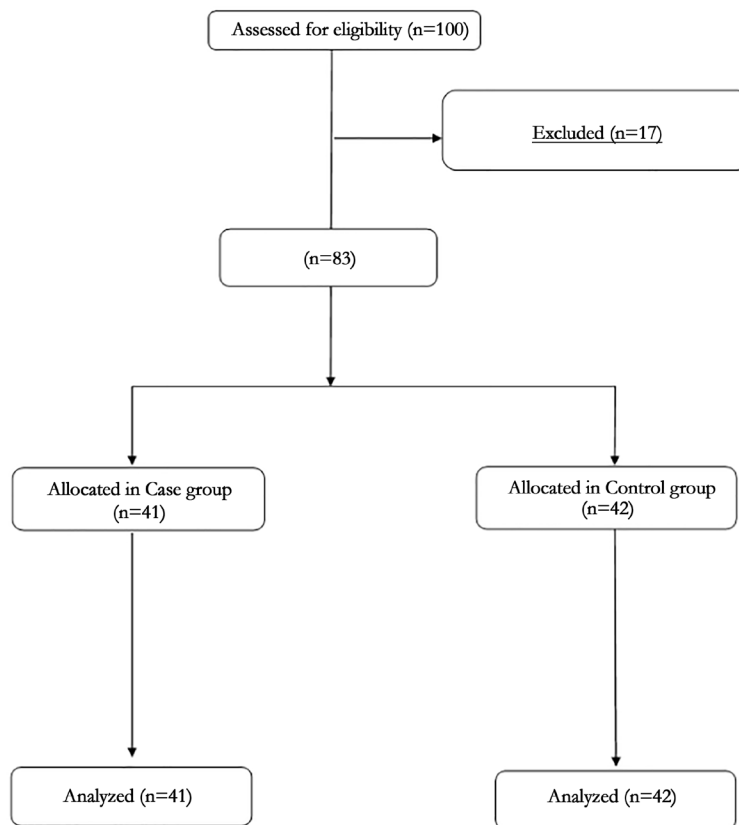 Assessed for eligibility (n=100)
Excluded (n=17)
(n=83)
Allocated in Case group
(n=41)
Allocated in Control group
(n=42)
Analyzed (n=41)
Analyzed (n=42)